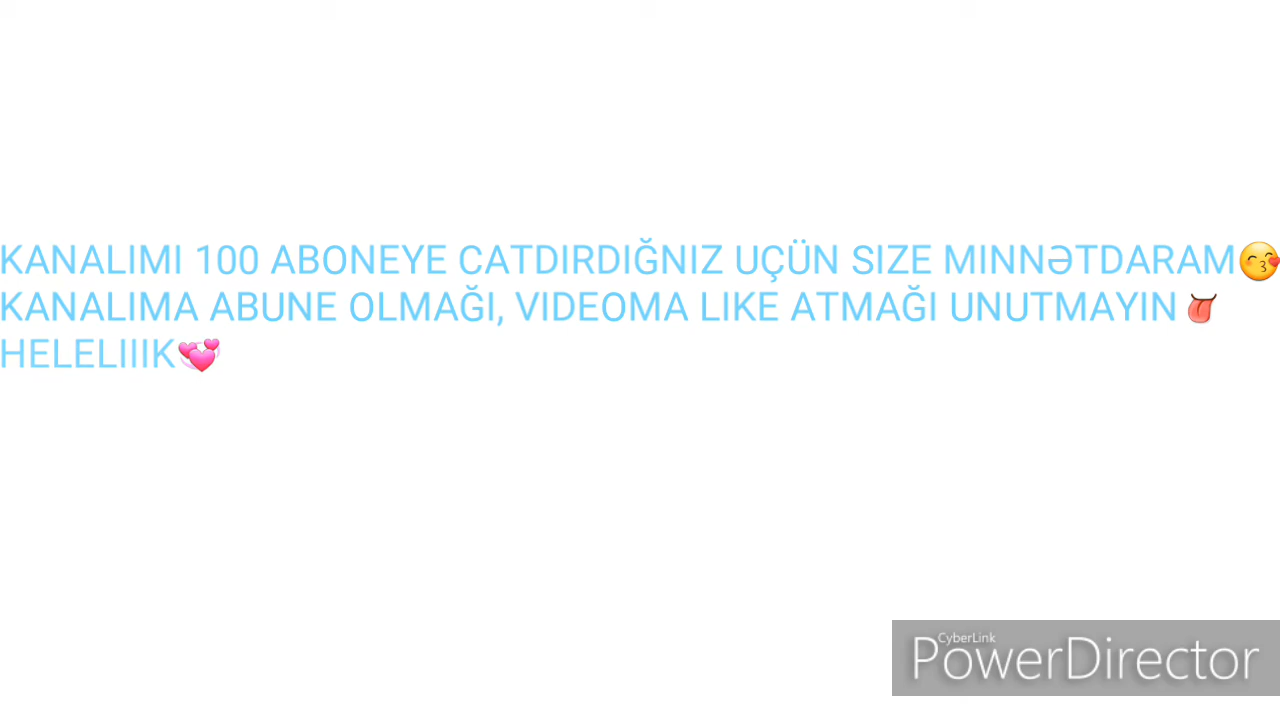 KANALIMI 100 ABONEYE CATDIRDIĞNIZ UÇÜN SIZE MINNƏTDARAM😙
KANALIMA ABUNE OLMAĞI, VIDEOMA LIKE ATMAĞI UNUTMAYIN👅
HELELIIIK💞
CyberLink
PowerDirector